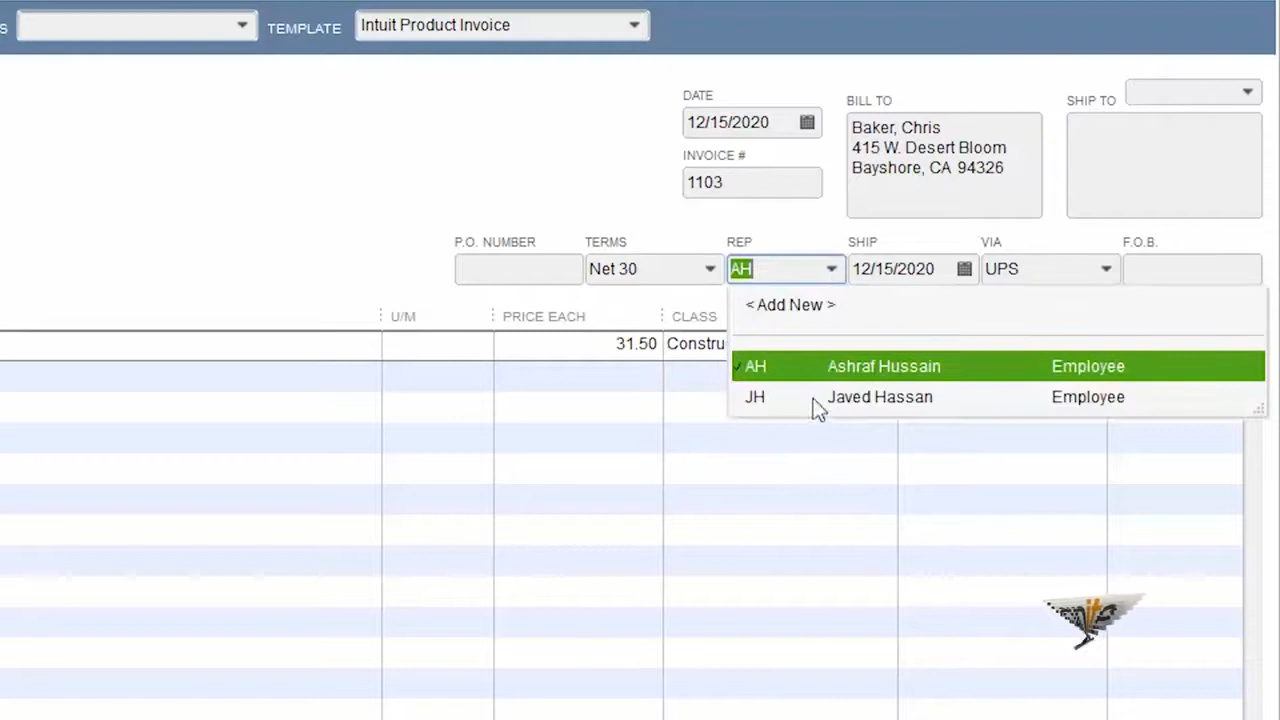 S TEMPLATE Intuit Product Invoice
DATE
12/15/2020
INVOICE #
1103
BILL TO
Baker, Chris
415 W. Desert Bloom
Bayshore, CA 94326
SHIP TO
P.O. NUMBER TERMS REP SHIP VIA F.O.B.
Net 30 AH 12/15/2020 UPS
< Add New >
U/M PRICE EACH CLASS
31.50 Constru
AH Ashraf Hussain Employee
JH Javed Hassan Employee